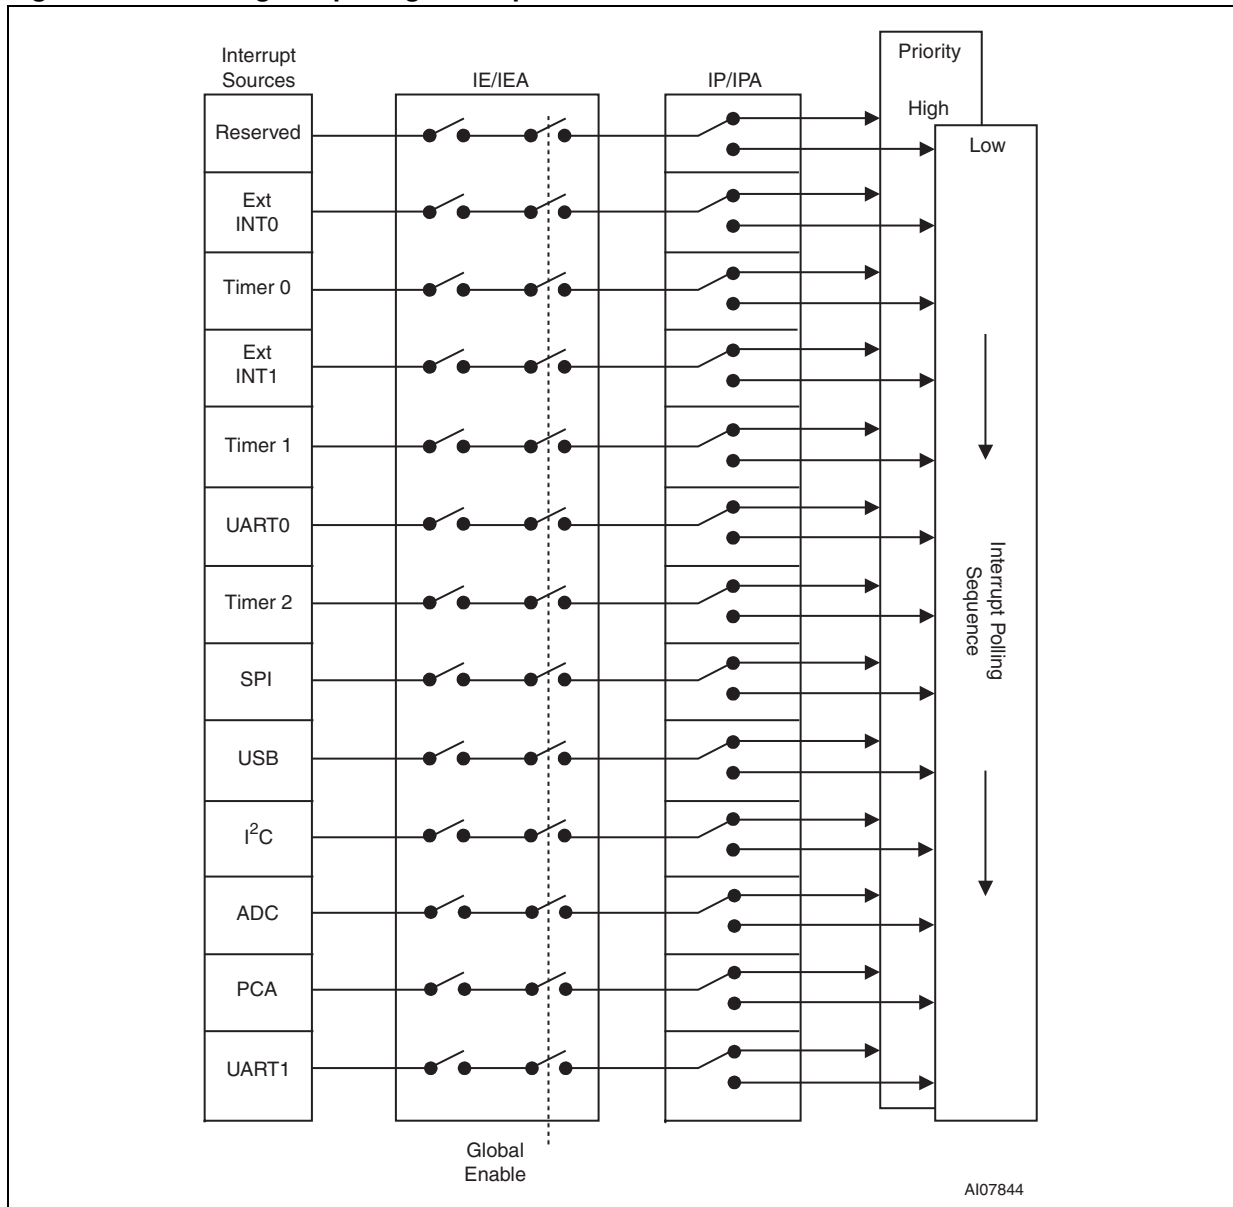 Interrupt
Sources
IE/IEA
IP/IPA
Priority
High
Low
Reserved
Ext
INT0
Timer 0
Ext
INT1
Timer 1
UART0
Timer 2
SPI
USB
I²C
ADC
PCA
UART1
Interrupt Polling
Sequence
Global
Enable
AI07844